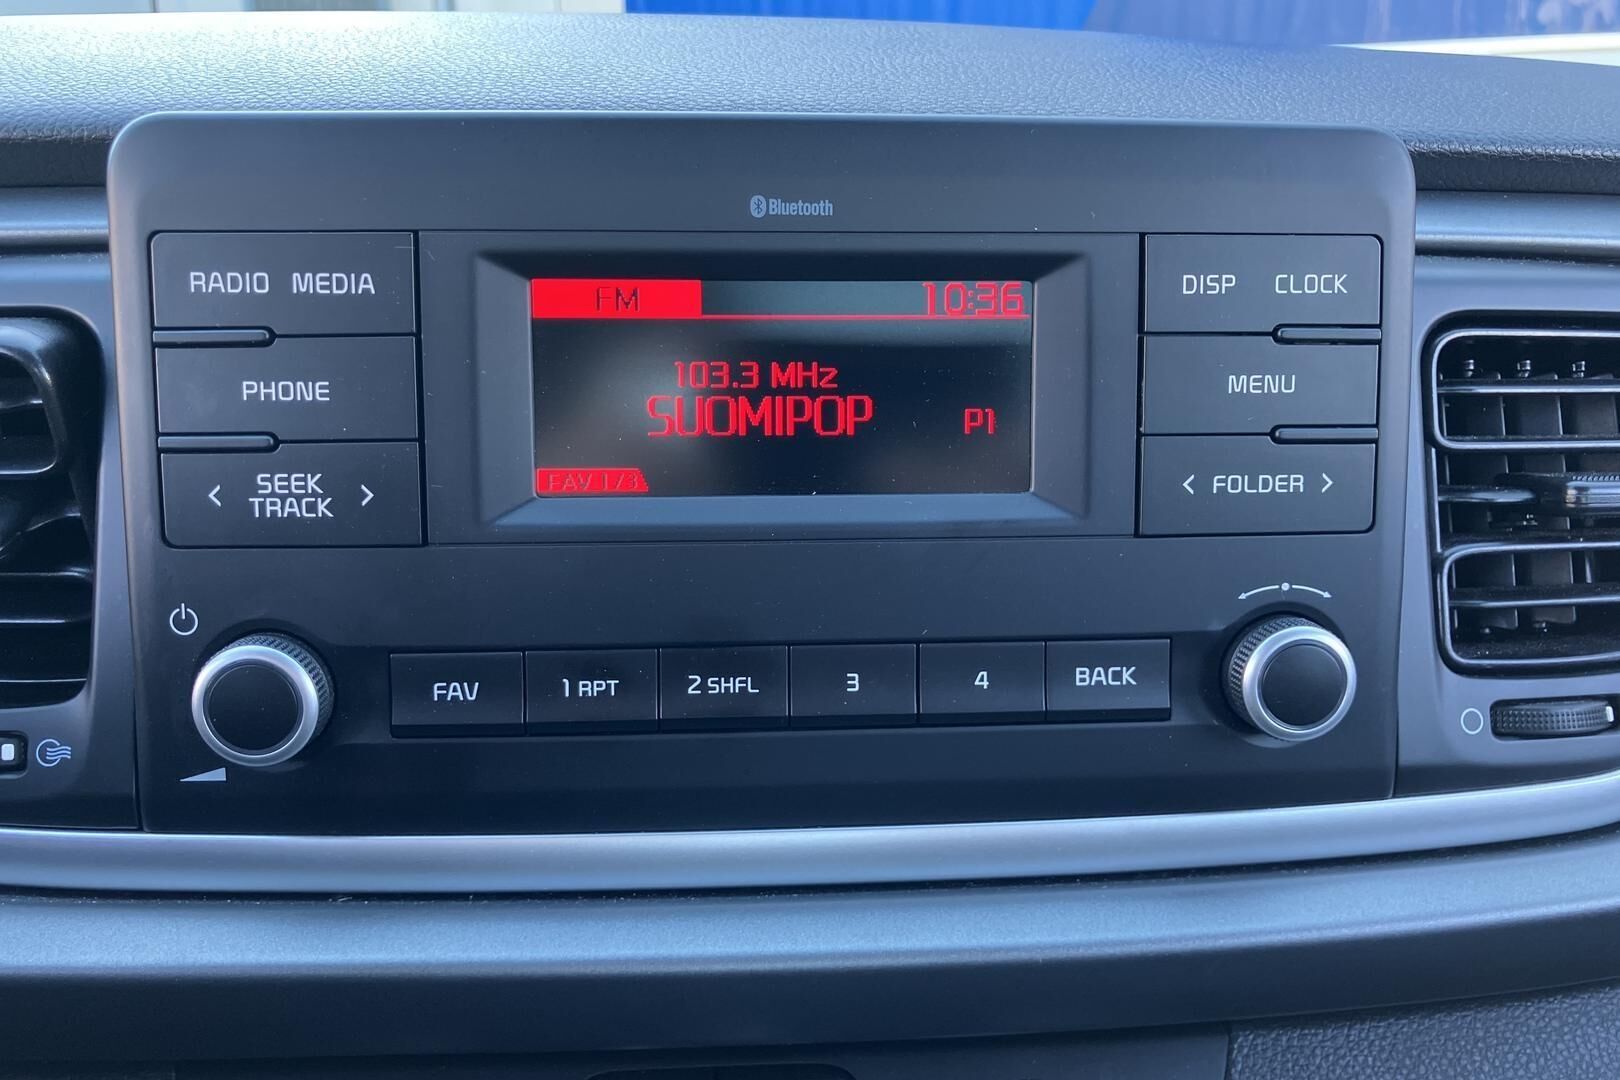 Bluetooth
RADIO MEDIA
PHONE
< SEEK TRACK >
FM 10:36
103.3 MHz
SUOMIPOP P1
FAV 1/3
DISP CLOCK
MENU
< FOLDER >
FAV 1 RPT 2 SHFL 3 4 BACK